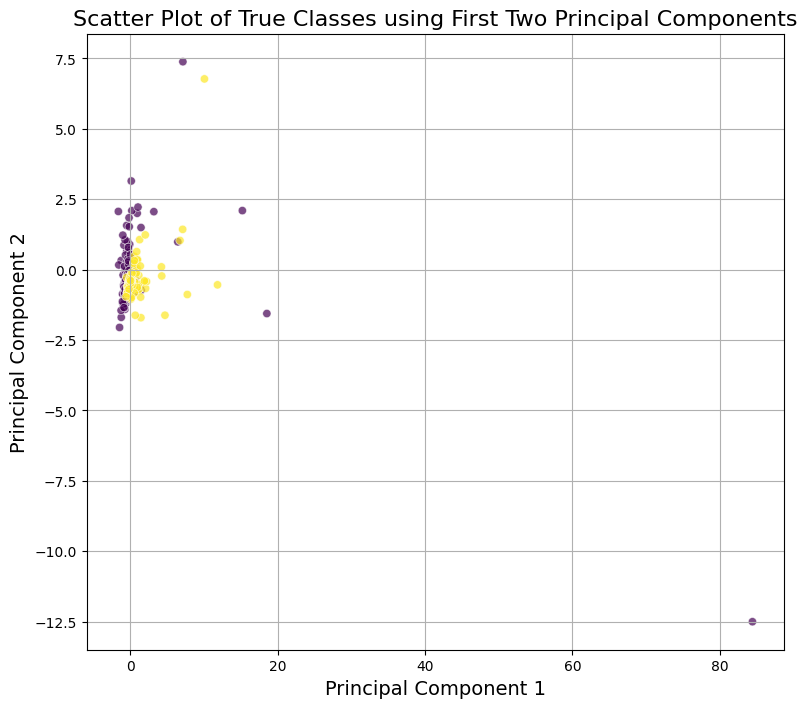 Scatter Plot of True Classes using First Two Principal Components
7.5
5.0
2.5
0.0
−2.5
−5.0
−7.5
−10.0
−12.5
Principal Component 2
0 20 40 60 80
Principal Component 1